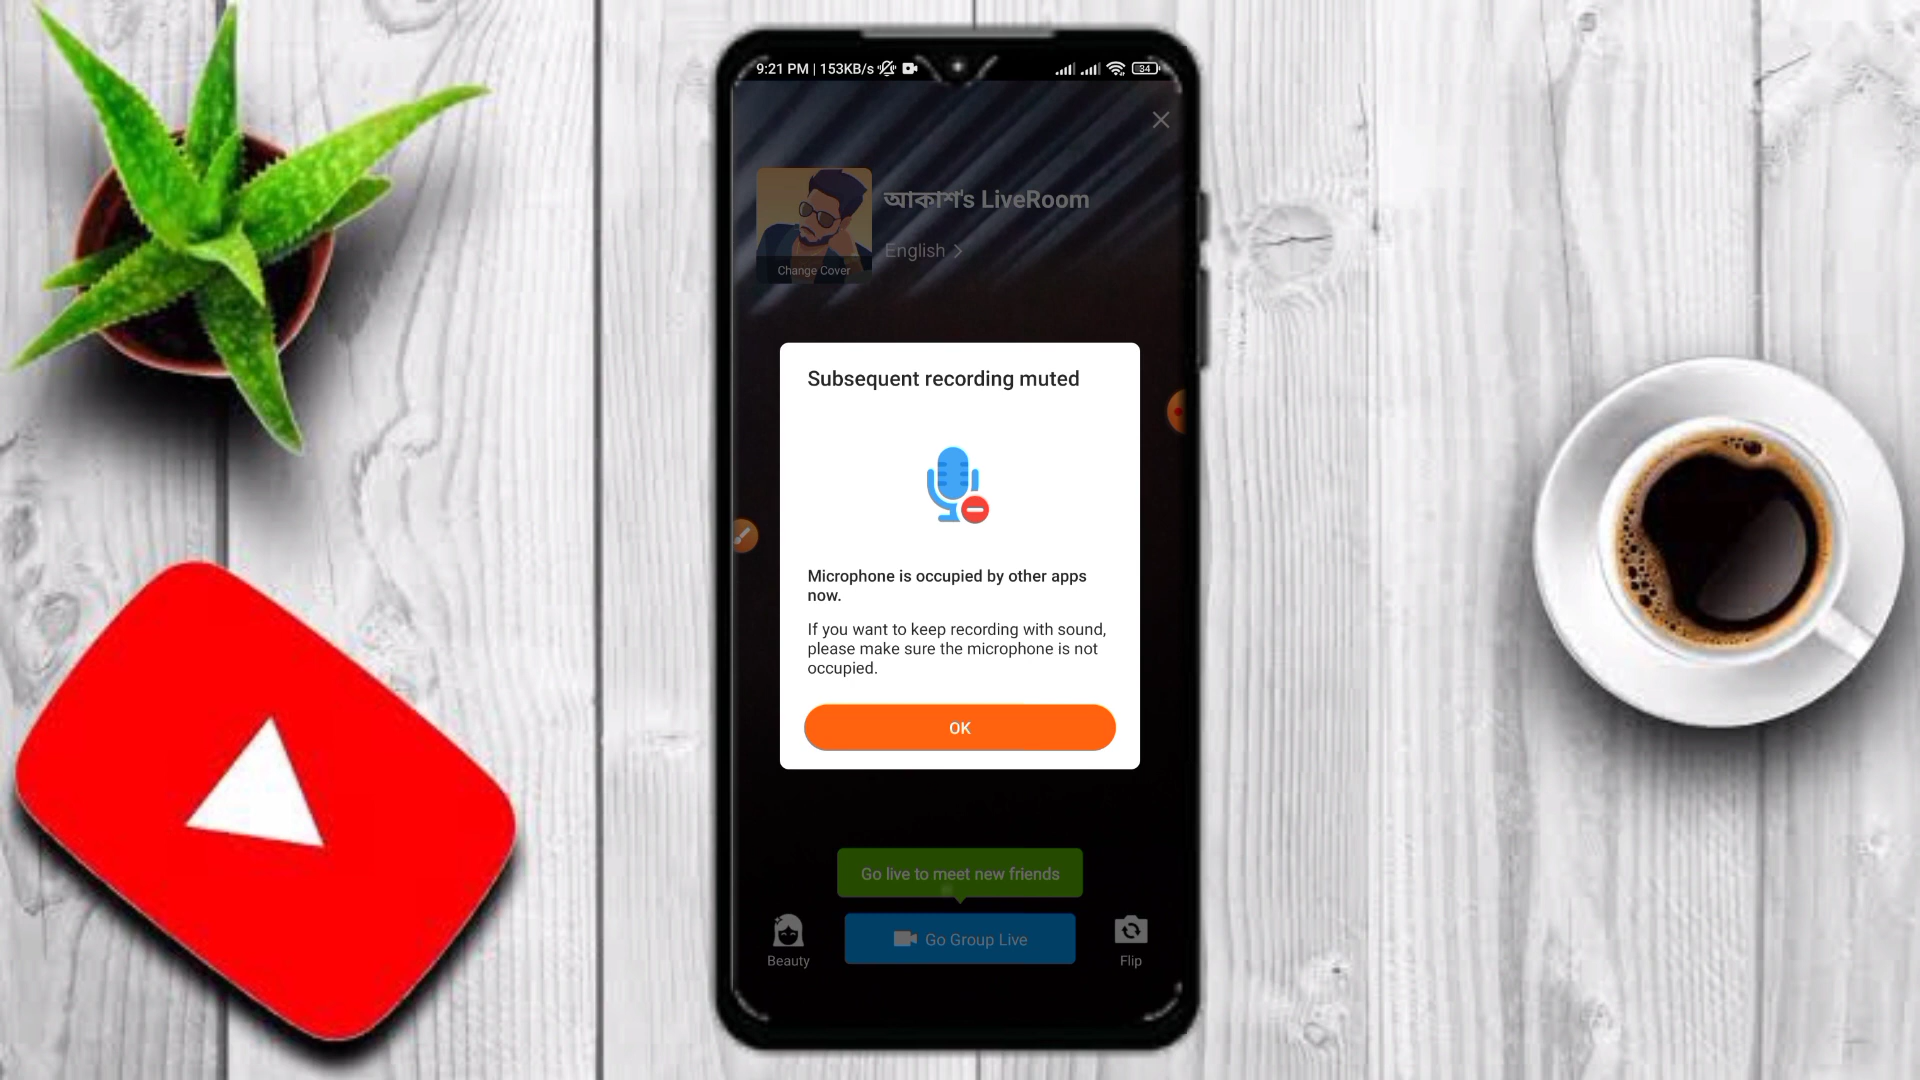 9:21 PM | 153KB/s
34
আকাশ's LiveRoom
English
Change Cover
Subsequent recording muted
Microphone is occupied by other apps
now.
If you want to keep recording with sound,
please make sure the microphone is not
occupied.
OK
Go live to meet new friends
Go Group Live
Beauty
Flip